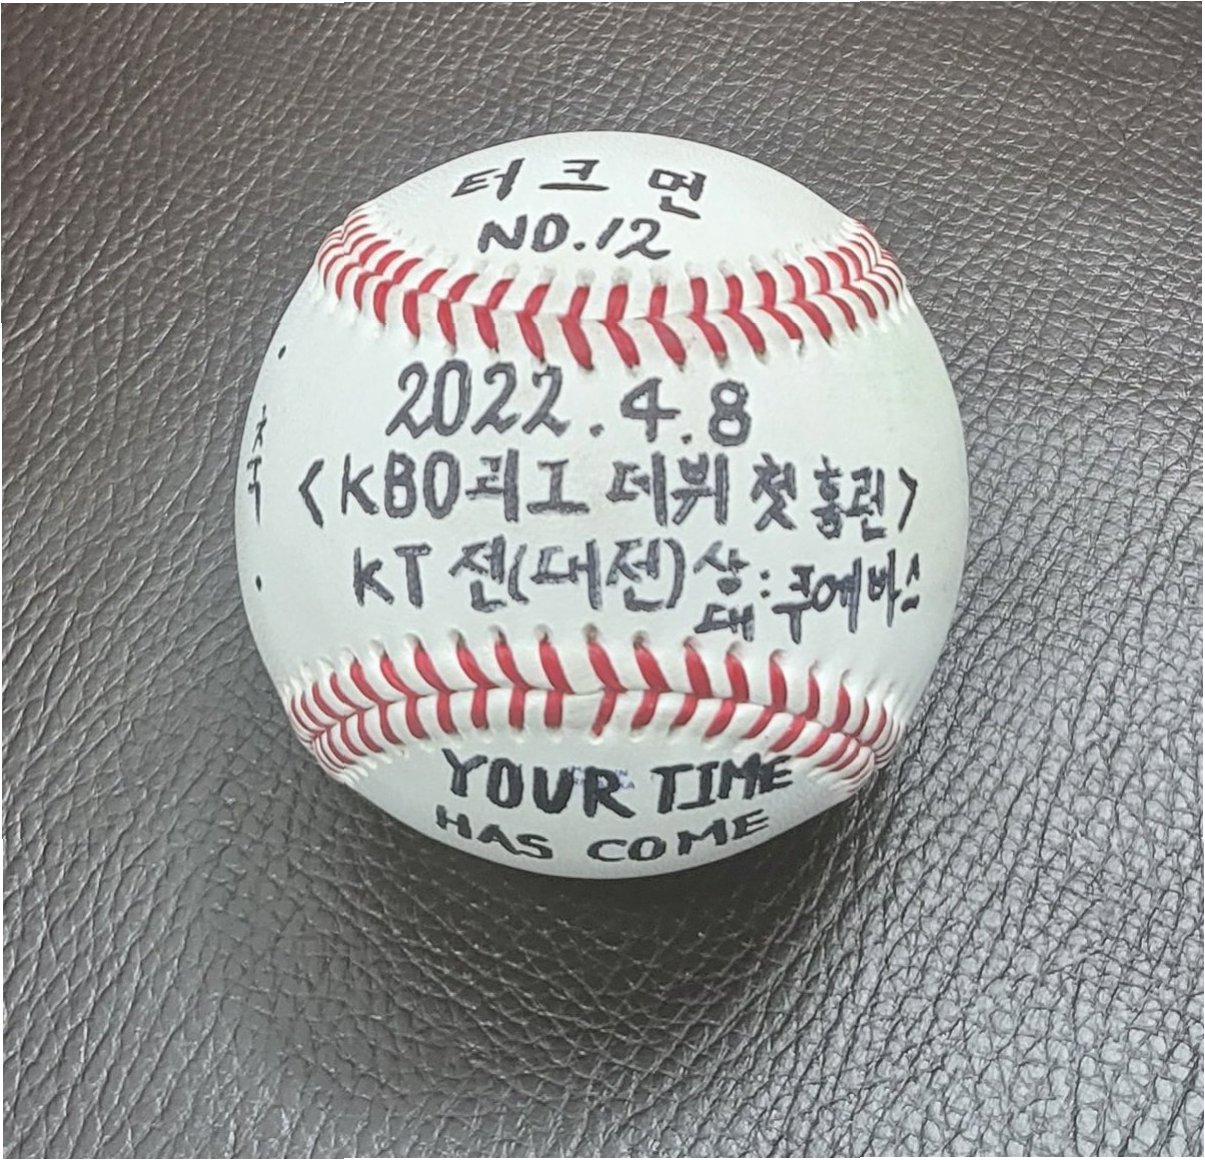 터크먼
NO.12
2022.4.8
<KBO리그 데뷔 첫 홈런>
KT 전(대전) 상대:쿠에바스
YOUR TIME
HAS COME